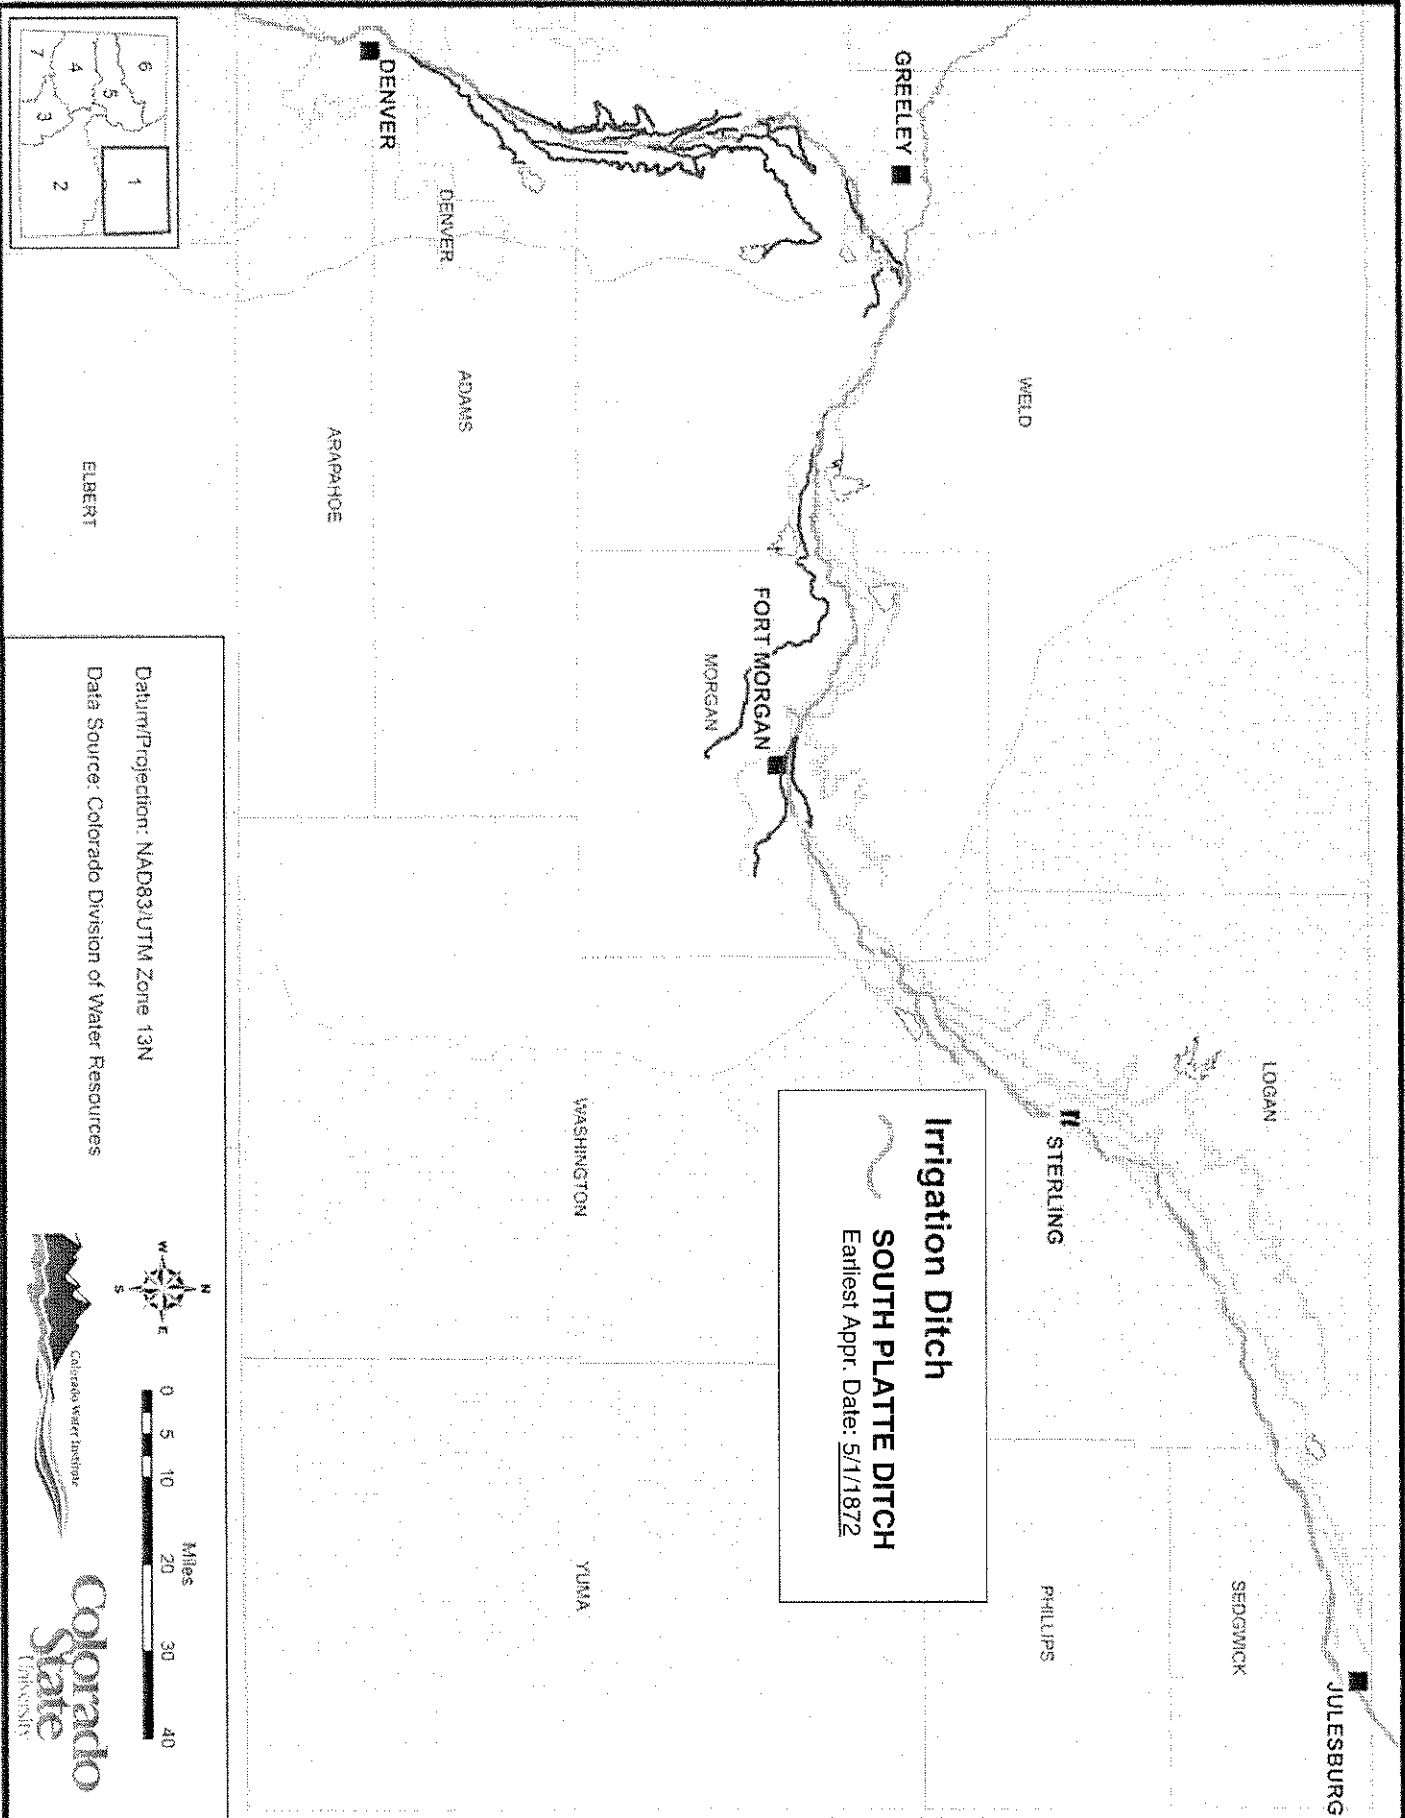 GREELEY
DENVER
FORT MORGAN
STERLING
JULESBURG
WELD
LOGAN
SEDGWICK
PHILLIPS
MORGAN
DENVER
ADAMS
ARAPAHOE
ELBERT
WASHINGTON
YUMA
Irrigation Ditch
SOUTH PLATTE DITCH
Earliest Appr. Date: 5/1/1872
6
5
4
7
3
1
2
Datum/Projection: NAD83/UTM Zone 13N
Data Source: Colorado Division of Water Resources
N
W E
S
Miles
0 5 10 20 30 40
Colorado Water Institute
Colorado
State
University